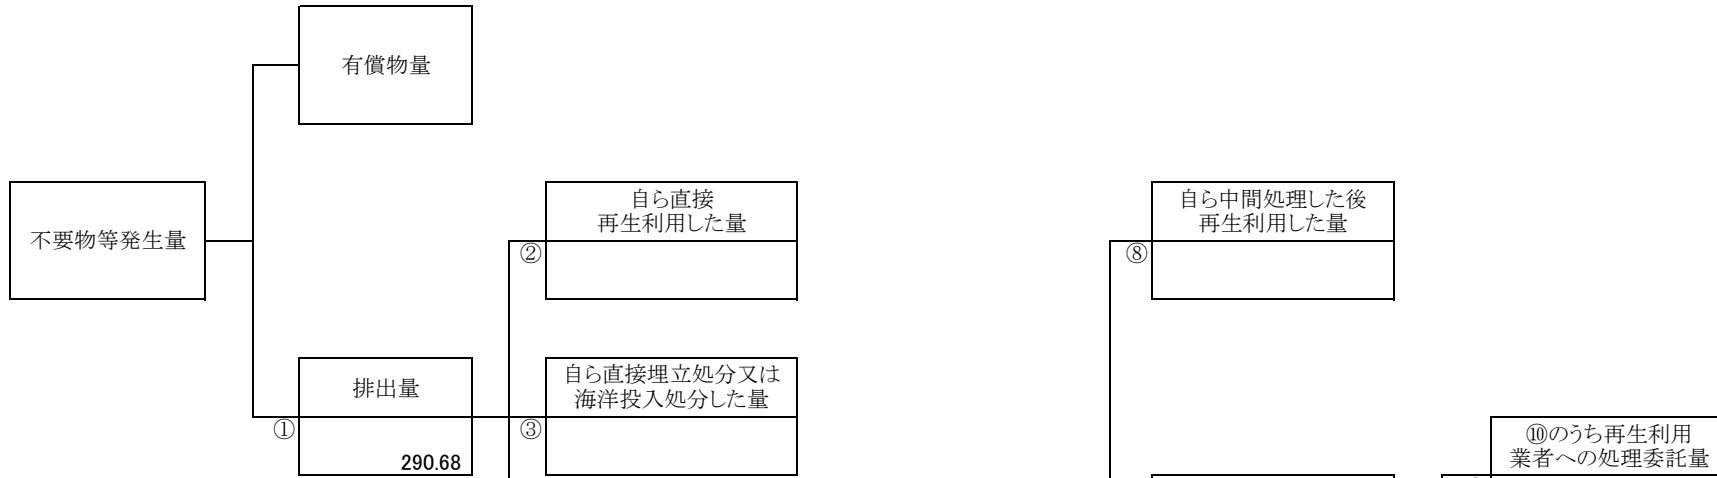 有償物量
不要物等発生量
自ら直接
再生利用した量
②
自ら中間処理した後
再生利用した量
⑧
排出量
①
290.68
自ら直接埋立処分又は
海洋投入処分した量
③
⑩のうち再生利用
業者への処理委託量